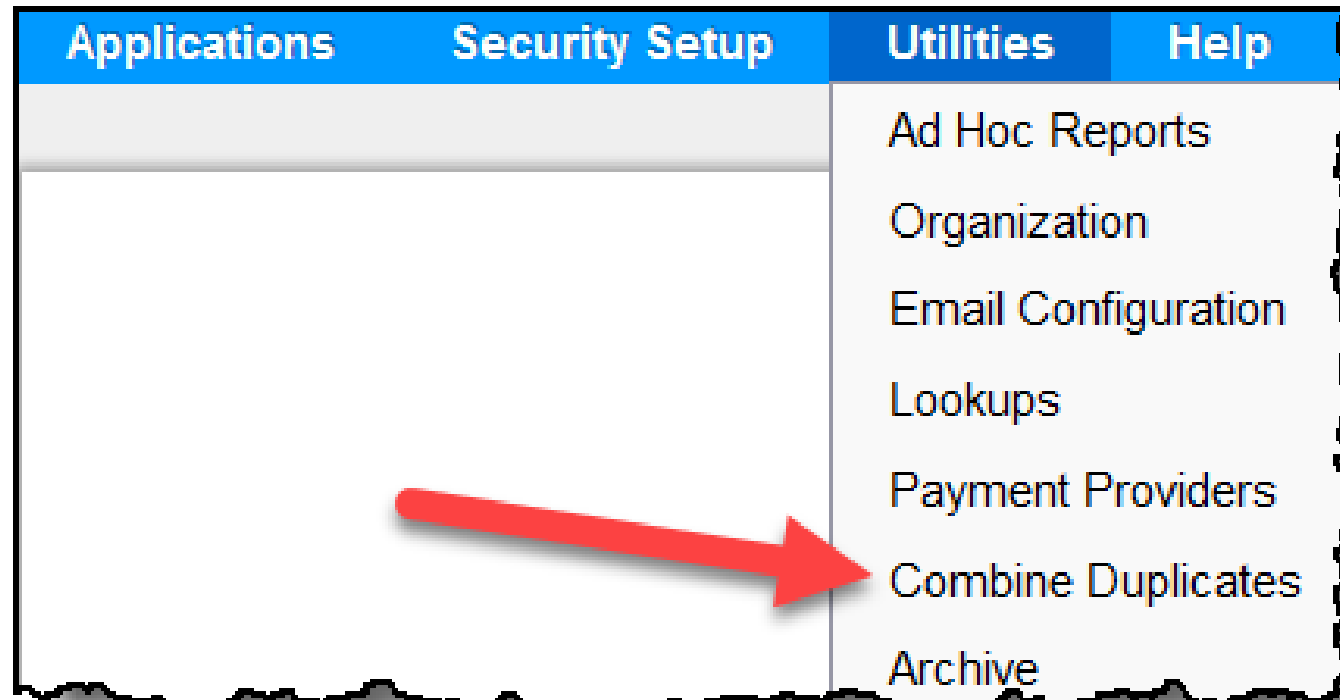 Applications Security Setup Utilities Help
Ad Hoc Reports
Organization
Email Configuration
Lookups
Payment Providers
Combine Duplicates
Archive